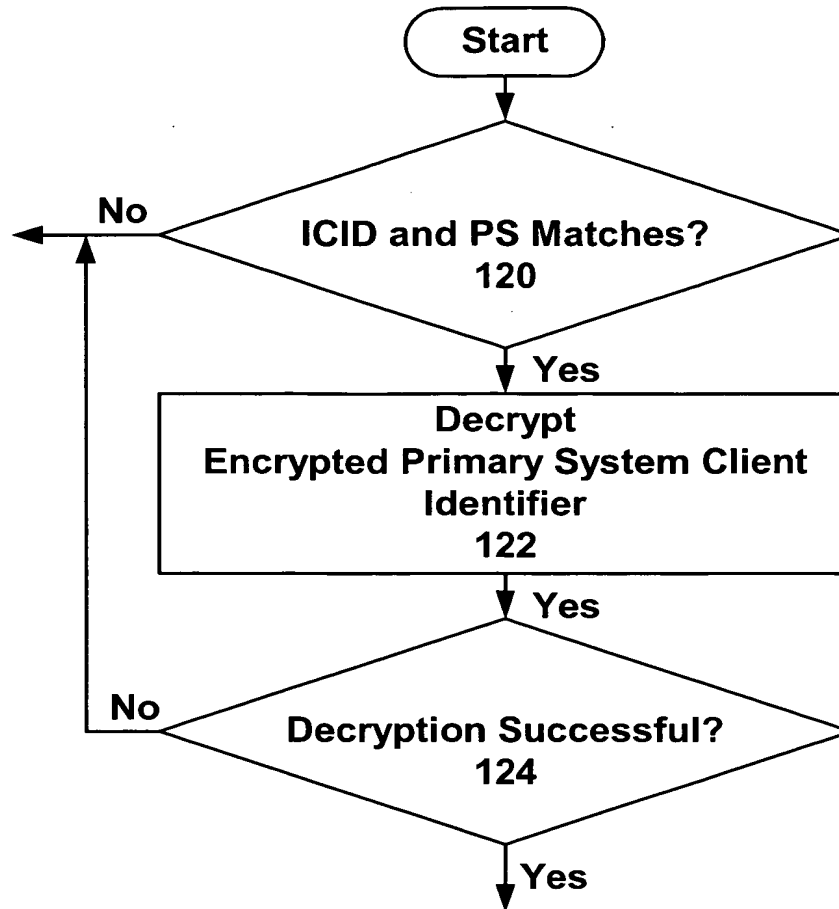 Start
No
ICID and PS Matches?
120
Yes
Decrypt
Encrypted Primary System Client
Identifier
122
Yes
No
Decryption Successful?
124
Yes